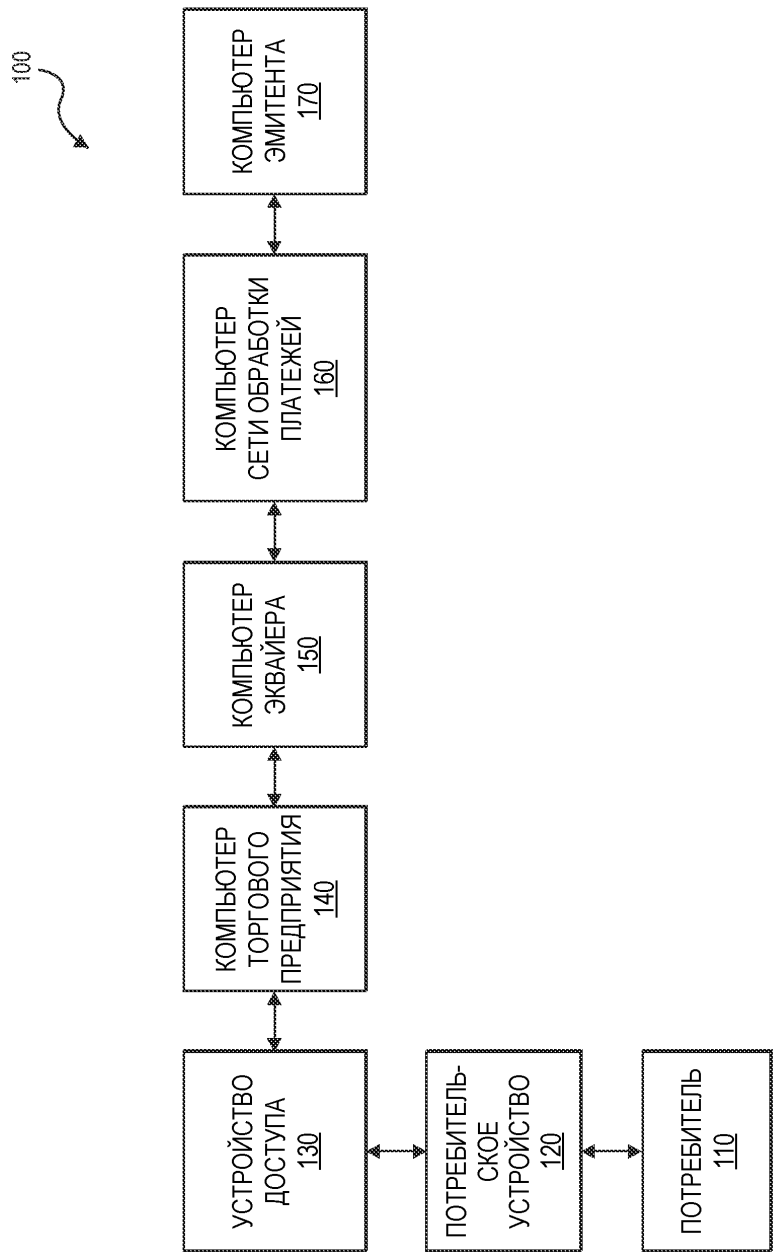 100
УСТРОЙСТВО
ДОСТУПА
130
КОМПЬЮТЕР
ТОРГОВОГО
ПРЕДПРИЯТИЯ
140
КОМПЬЮТЕР
ЭКВАЙЕРА
150
КОМПЬЮТЕР
СЕТИ ОБРАБОТКИ
ПЛАТЕЖЕЙ
160
КОМПЬЮТЕР
ЭМИТЕНТА
170
ПОТРЕБИТЕЛЬ-
СКОЕ
УСТРОЙСТВО
120
ПОТРЕБИТЕЛЬ
110